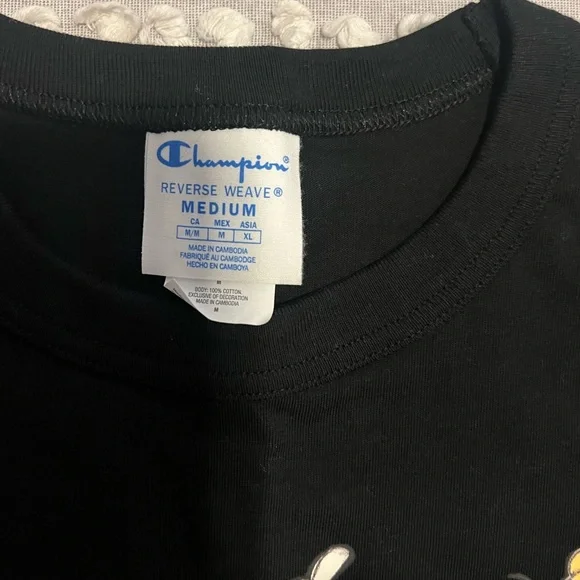 Champion®
REVERSE WEAVE®
MEDIUM
CA MEX ASIA
M/M M XL
MADE IN CAMBODIA
FABRIQUÉ AU CAMBODGE
HECHO EN CAMBOYA
M
BODY: 100% COTTON.
EXCLUSIVE OF DECORATION
MADE IN CAMBODIA
M